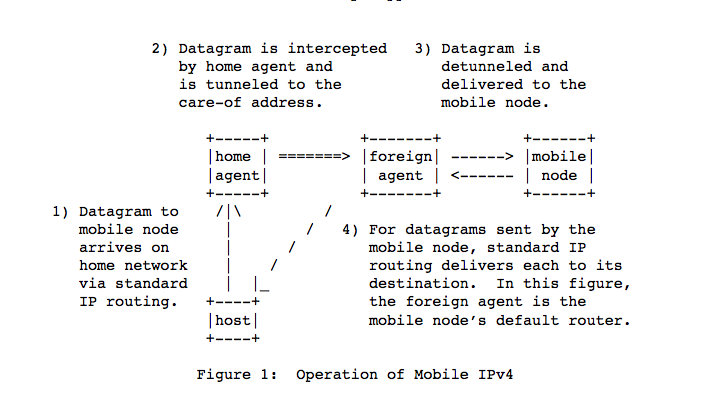 2) Datagram is intercepted    3) Datagram is
by home agent and    detunneled and
is tunneled to the    delivered to the
care-of address.    mobile node.
+-----+          +-------+         +------+
|home | =======> |foreign| ------> |mobile|
|agent|          | agent | <------ | node |
+-----+          +-------+         +------+
1) Datagram to    /|\         /
mobile node       |        /   4) For datagrams sent by the
arrives on        |      /        mobile node, standard IP
home network      |    /          routing delivers each to its
via standard      |  |_           destination.  In this figure,
IP routing.     +----+            the foreign agent is the
|host|            mobile node's default router.
+----+
Figure 1:  Operation of Mobile IPv4